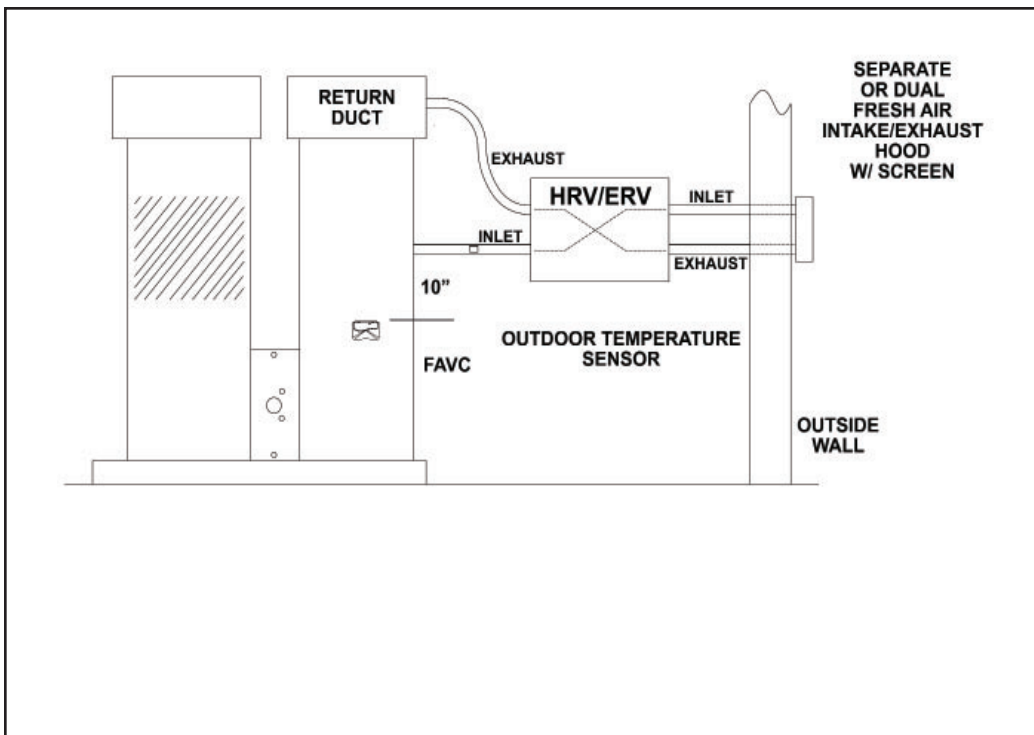 SEPARATE
OR DUAL
FRESH AIR
INTAKE/EXHAUST
HOOD
W/ SCREEN
RETURN
DUCT
EXHAUST
HRV/ERV
INLET
INLET
EXHAUST
10”
OUTDOOR TEMPERATURE
SENSOR
FAVC
OUTSIDE
WALL